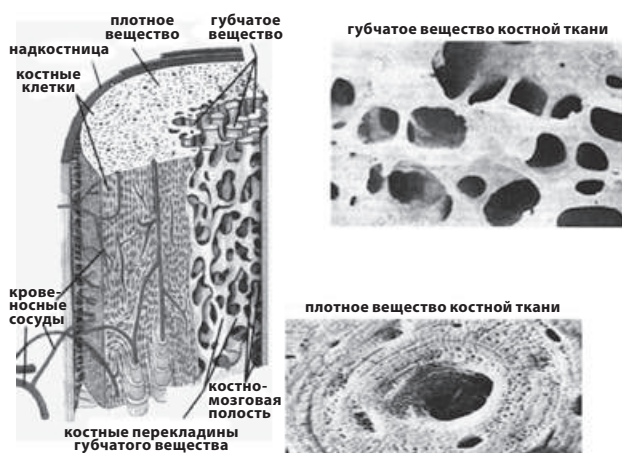 плотное
вещество
губчатое
вещество
надкостница
костные
клетки
губчатое вещество костной ткани
крове-
носные
сосуды
плотное вещество костной ткани
костно-
мозговая
полость
костные перекладины
губчатого вещества